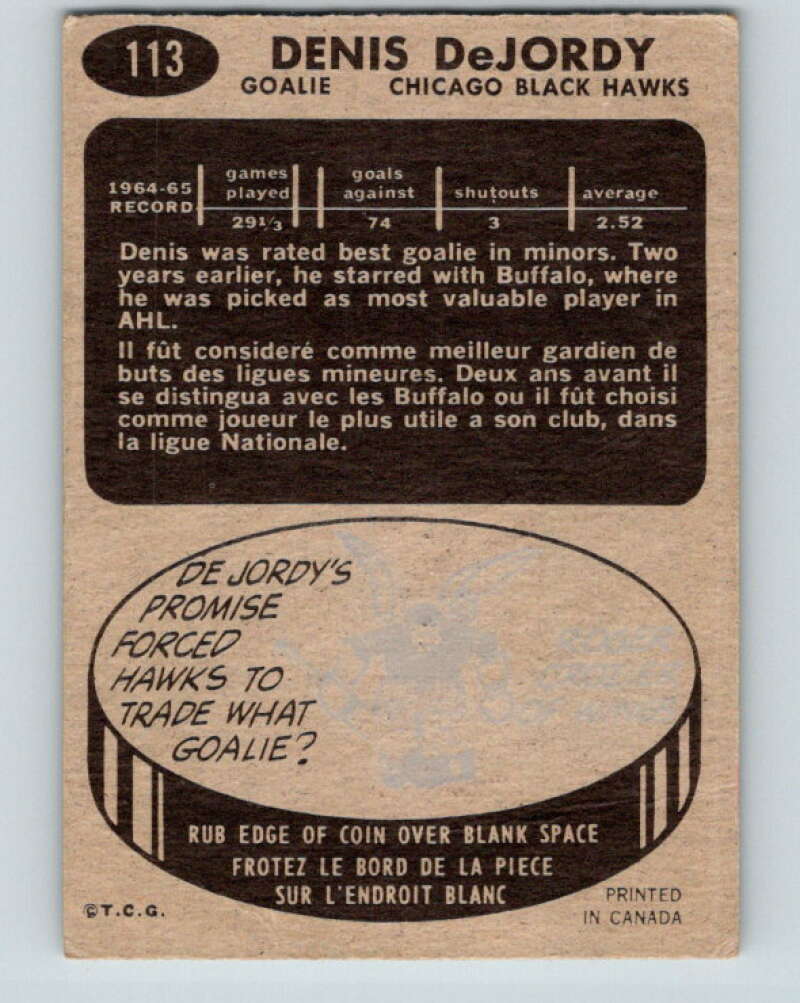 113
DENIS DeJORDY
GOALIE CHICAGO BLACK HAWKS
1964-65 RECORD
games played
goals against
shutouts
average
29⅓ 74 3 2.52
Denis was rated best goalie in minors. Two
years earlier, he starred with Buffalo, where
he was picked as most valuable player in
AHL.
Il fût consideré comme meilleur gardien de
buts des ligues mineures. Deux ans avant il
se distingua avec les Buffalo ou il fût choisi
comme joueur le plus utile a son club, dans
la ligue Nationale.
DE JORDY'S
PROMISE
FORCED
HAWKS TO
TRADE WHAT
GOALIE?
RUB EDGE OF COIN OVER BLANK SPACE
FROTEZ LE BORD DE LA PIECE
SUR L'ENDROIT BLANC
©T.C.G.
PRINTED
IN CANADA